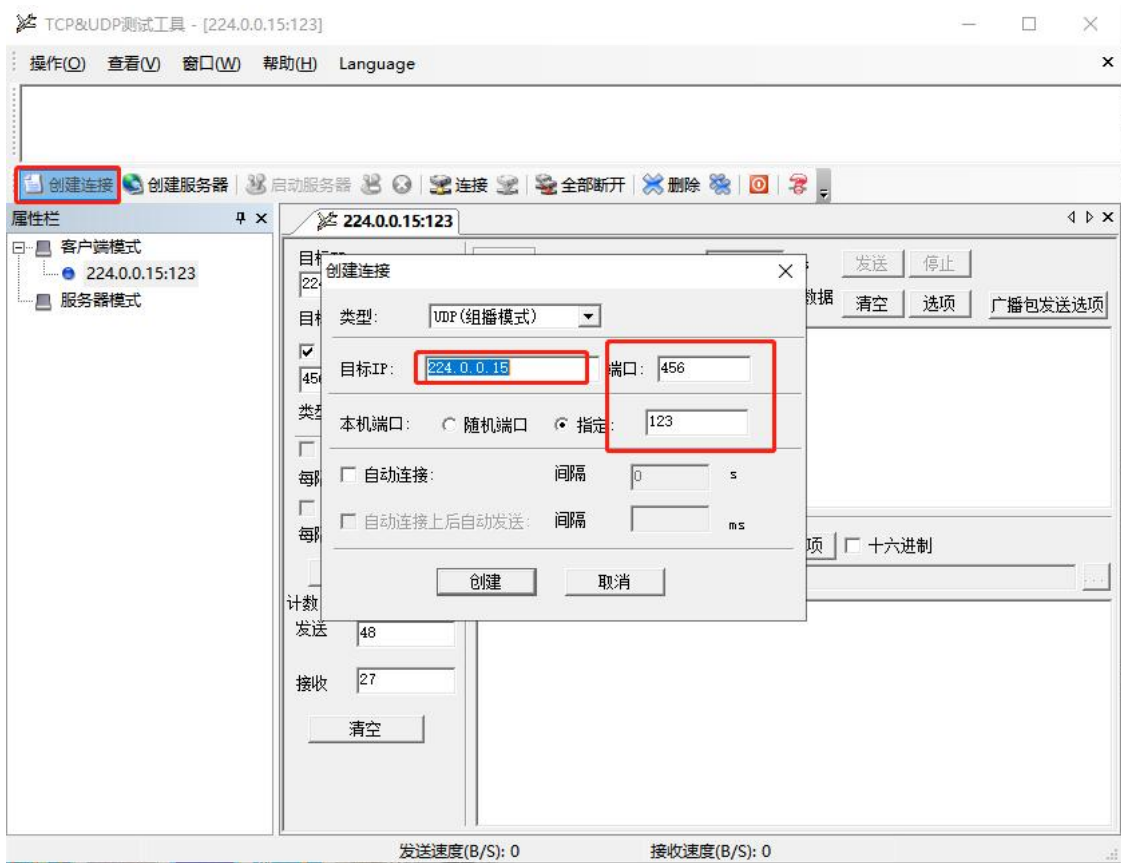 TCP&UDP测试工具 - [224.0.0.15:123]
操作(O) 查看(V) 窗口(W) 帮助(H) Language
创建连接 创建服务器 启动服务器 连接 全部断开 删除
属性栏
224.0.0.15:123
客户端模式
224.0.0.15:123
服务器模式
发送 停止
数据 清空 选项 广播包发送选项
创建连接
类型: UDP(组播模式)
目标IP: 224.0.0.15 端口: 456
本机端口: 随机端口 指定: 123
自动连接: 间隔 0 s
自动连接上后自动发送: 间隔 ms
创建 取消
项 十六进制
计数
发送 48
接收 27
清空
发送速度(B/S): 0 接收速度(B/S): 0